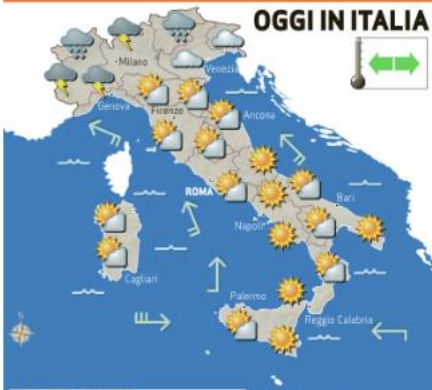 OGGI IN ITALIA
Milano
Venezia
Genova
Firenze
Ancona
ROMA
Bari
Napoli
Cagliari
Palermo
Reggio Calabria
N